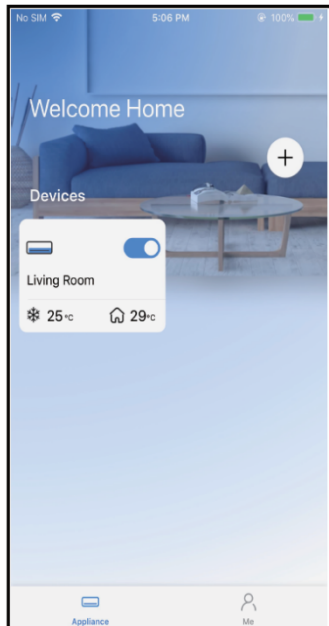 No SIM 5:06 PM 100%
Welcome Home
+
Devices
Living Room
25°C 29°C
Appliance Me